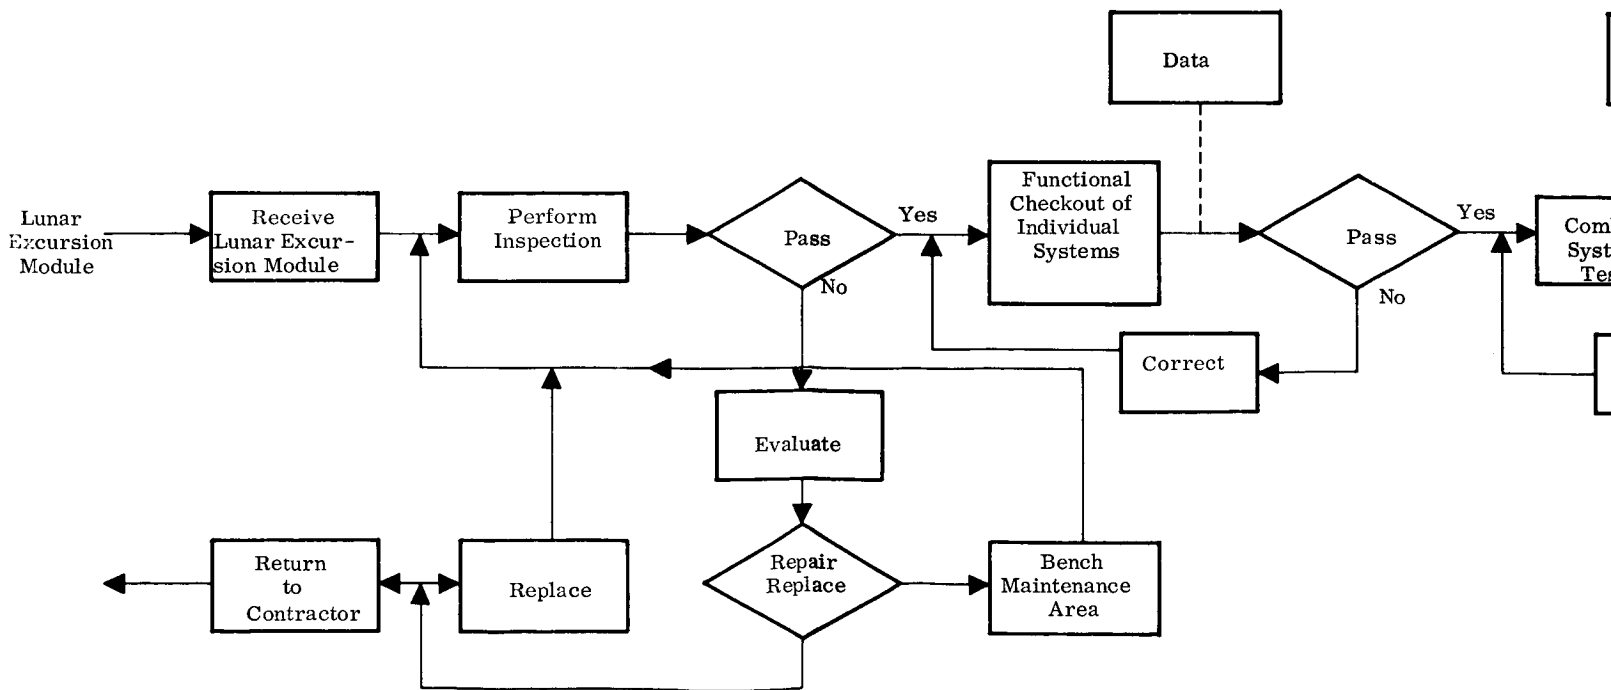 Data
Lunar
Excursion
Module
Receive
Lunar Excur-
sion Module
Perform
Inspection
Pass
Yes
No
Functional
Checkout of
Individual
Systems
Pass
Yes
No
Correct
Evaluate
Return
to
Contractor
Replace
Repair
Replace
Bench
Maintenance
Area